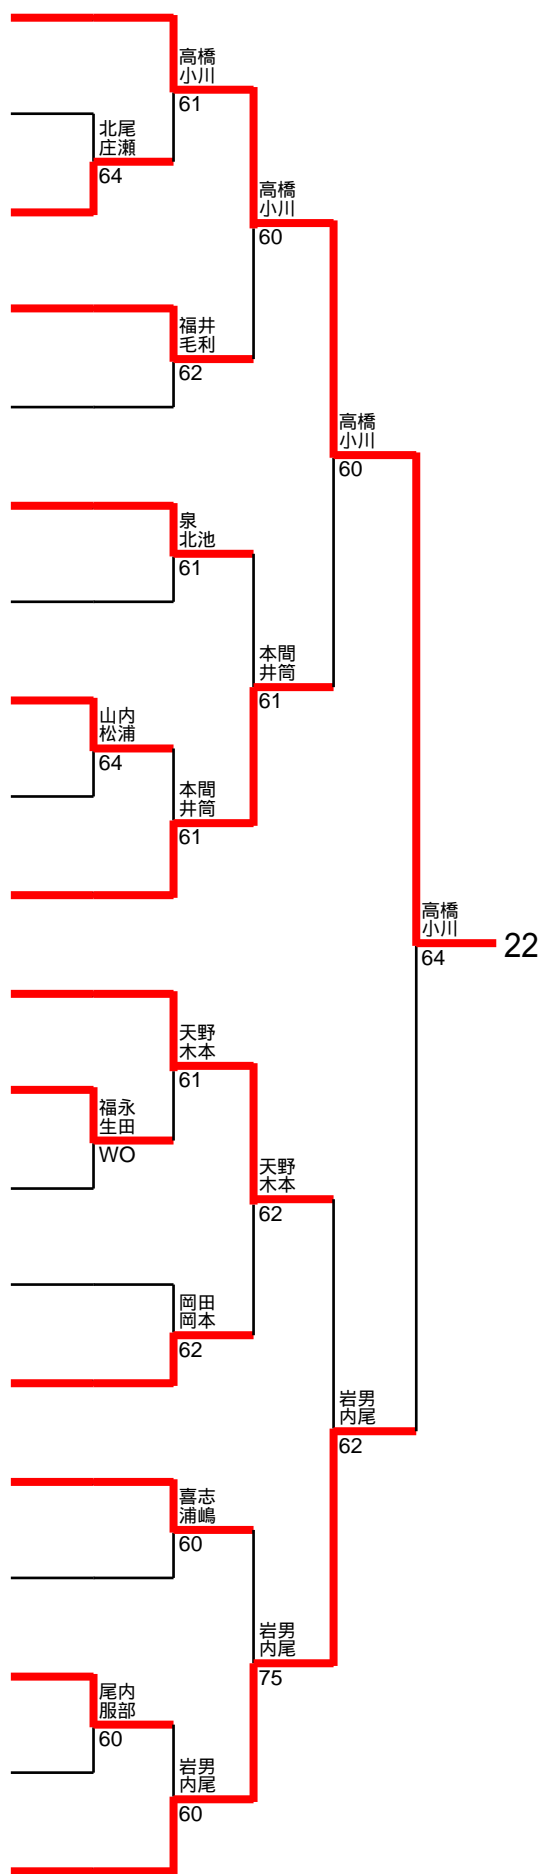 高橋
小川
61
北尾
庄瀬
64
高橋
小川
60
福井
毛利
62
高橋
小川
60
泉
北池
61
本間
井筒
61
山内
松浦
64
本間
井筒
61
高橋
小川
64
22
天野
木本
61
福永
生田
WO
天野
木本
62
岡田
岡本
62
岩男
内尾
62
喜志
浦嶋
60
岩男
内尾
75
尾内
服部
60
岩男
内尾
60